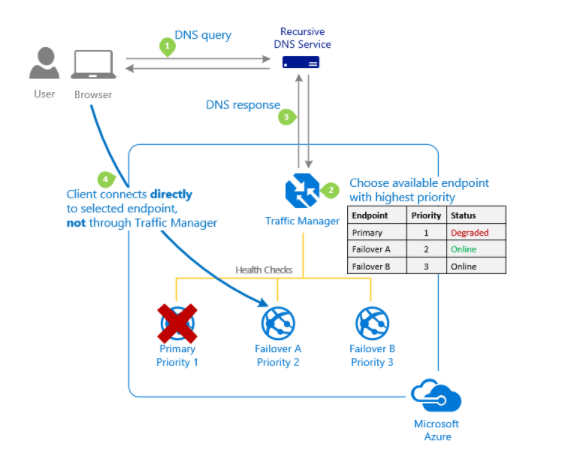 DNS query
1
Recursive
DNS Service
User
Browser
DNS response
3
4
Client connects directly
to selected endpoint,
not through Traffic Manager
2
Choose available endpoint
with highest priority
Traffic Manager
Endpoint Priority Status
Primary 1 Degraded
Failover A 2 Online
Failover B 3 Online
Health Checks
Primary
Priority 1
Failover A
Priority 2
Failover B
Priority 3
Microsoft
Azure